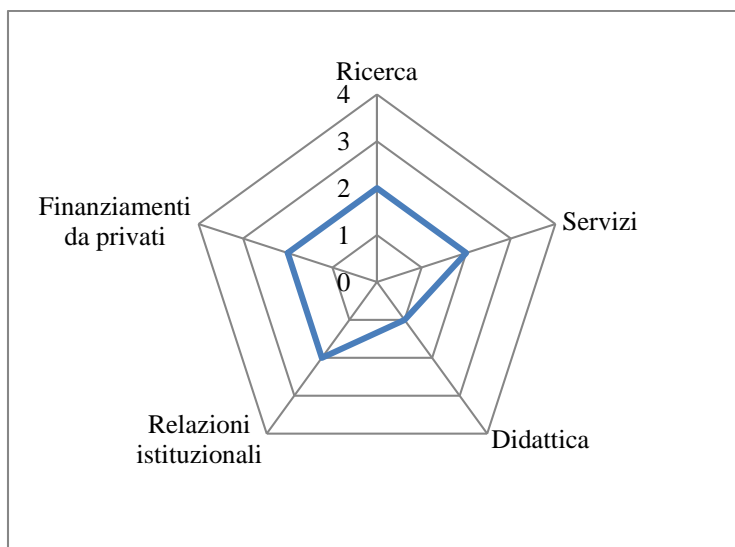 Ricerca
4
3
2
1
0
Servizi
Didattica
Relazioni
istituzionali
Finanziamenti
da privati